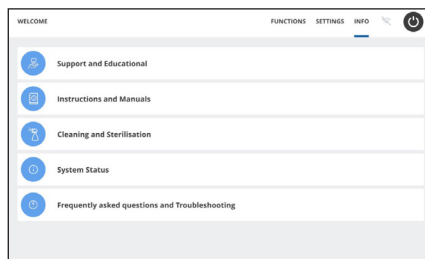 WELCOME FUNCTIONS SETTINGS INFO
Support and Educational
Instructions and Manuals
Cleaning and Sterilisation
System Status
Frequently asked questions and Troubleshooting